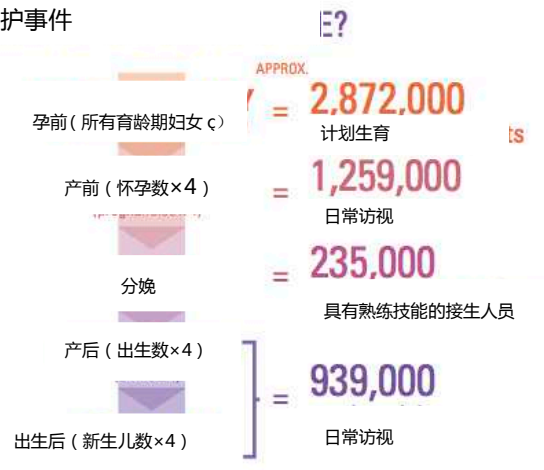 护事件
E?
APPROX.
孕前（所有育龄期妇女ç）
= 2,872,000
计划生育
ts
产前（怀孕数×4）
= 1,259,000
日常访视
235,000
=
分娩
具有熟练技能的接生人员
产后（出生数×4）
939,000
=
出生后（新生儿数×4）
日常访视